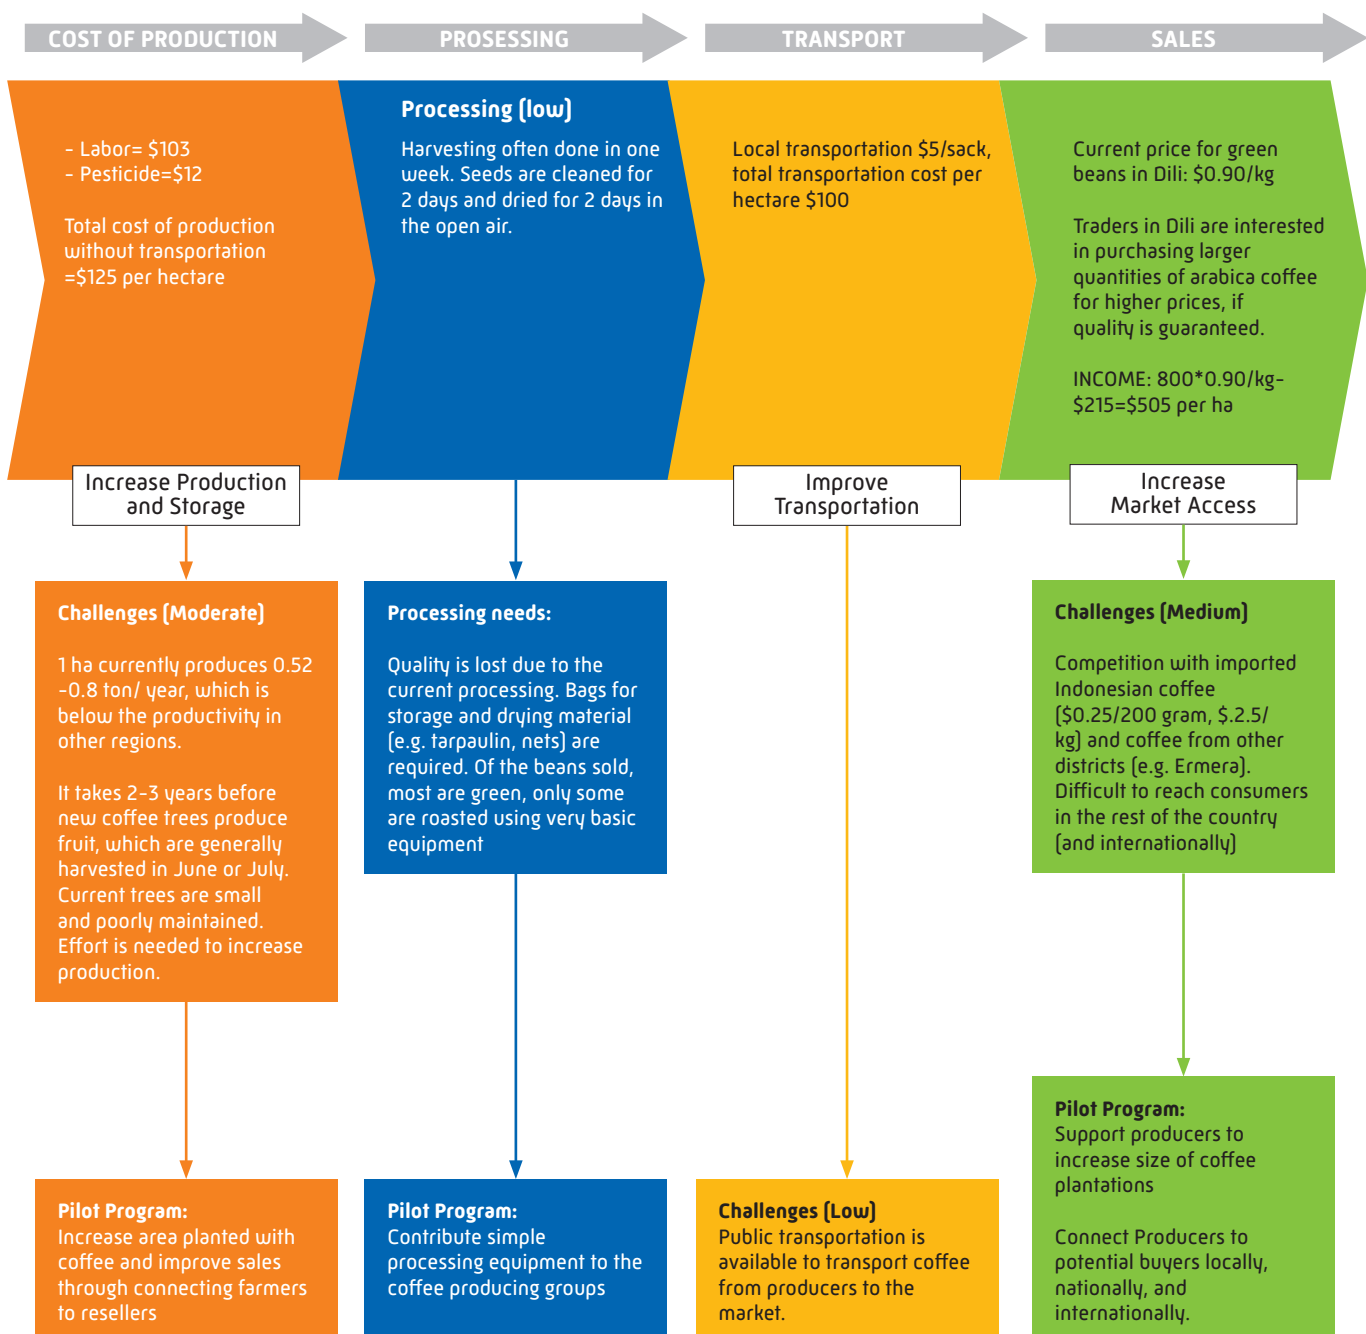 COST OF PRODUCTION
PROSESSING
TRANSPORT
SALES
- Labor= $103
- Pesticide=$12
Total cost of production
without transportation
=$125 per hectare
Processing (low)
Harvesting often done in one
week. Seeds are cleaned for
2 days and dried for 2 days in
the open air.
Local transportation $5/sack,
total transportation cost per
hectare $100
Current price for green
beans in Dili: $0.90/kg
Traders in Dili are interested
in purchasing larger
quantities of arabica coffee
for higher prices, if
quality is guaranteed.
INCOME: 800*0.90/kg-
$215=$505 per ha
Increase Production
and Storage
Improve
Transportation
Increase
Market Access
Challenges (Moderate)
1 ha currently produces 0.52
-0.8 ton/ year, which is
below the productivity in
other regions.
It takes 2-3 years before
new coffee trees produce
fruit, which are generally
harvested in June or July.
Current trees are small
and poorly maintained.
Effort is needed to increase
production.
Processing needs:
Quality is lost due to the
current processing. Bags for
storage and drying material
(e.g. tarpaulin, nets) are
required. Of the beans sold,
most are green, only some
are roasted using very basic
equipment
Challenges (Medium)
Competition with imported
Indonesian coffee
($0.25/200 gram, $.2.5/
kg) and coffee from other
districts (e.g. Ermera).
Difficult to reach consumers
in the rest of the country
(and internationally)
Pilot Program:
Increase area planted with
coffee and improve sales
through connecting farmers
to resellers
Pilot Program:
Contribute simple
processing equipment to the
coffee producing groups
Challenges (Low)
Public transportation is
available to transport coffee
from producers to the
market.
Pilot Program:
Support producers to
increase size of coffee
plantations
Connect Producers to
potential buyers locally,
nationally, and
internationally.